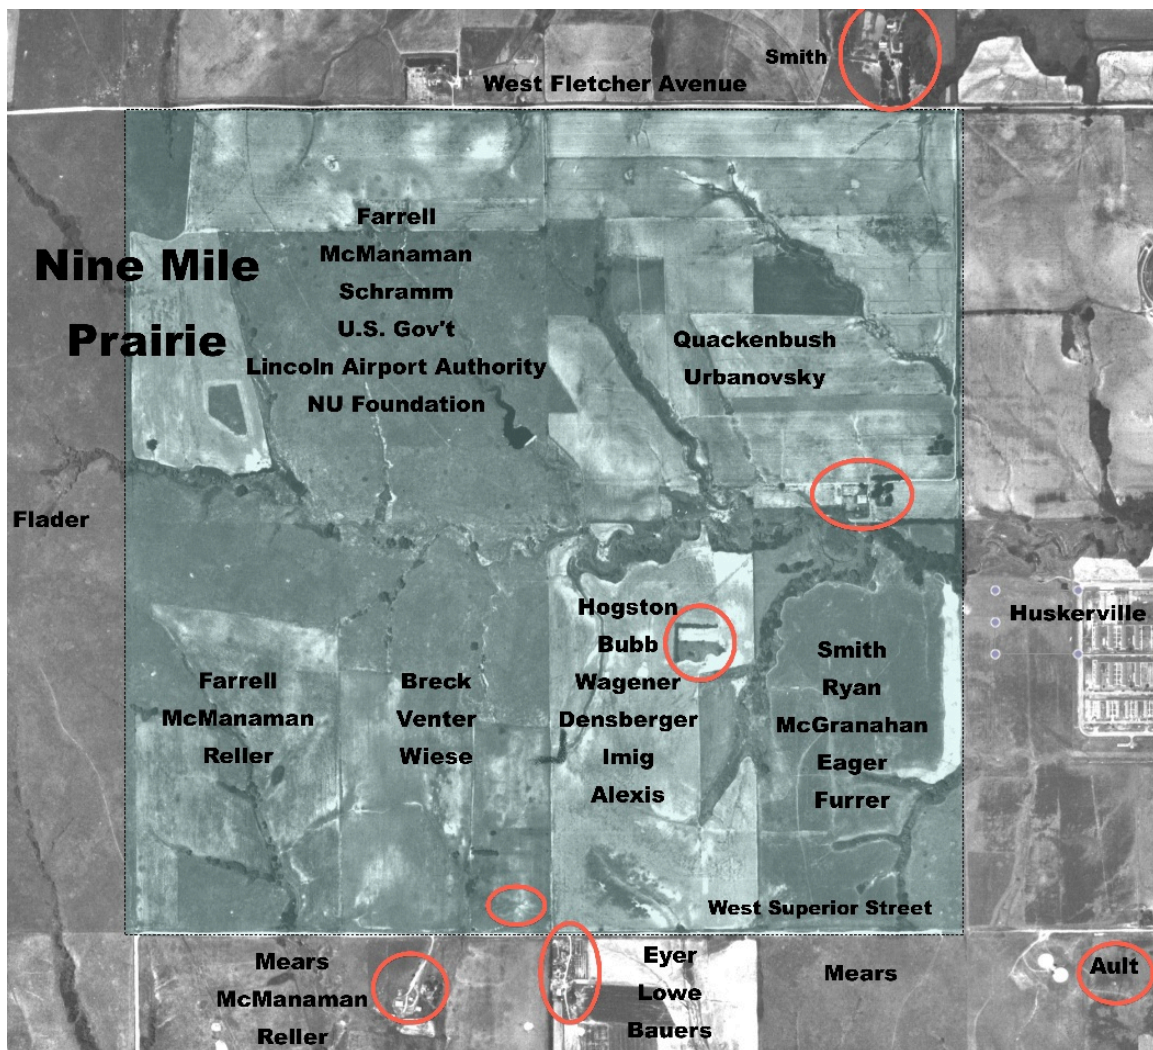 Smith
West Fletcher Avenue
Nine Mile
Prairie
Farrell
McManaman
Schramm
U.S. Gov't
Lincoln Airport Authority
NU Foundation
Quackenbush
Urbanovsky
Flader
Huskerville
Farrell
McManaman
Reller
Breck
Venter
Wiese
Hogston
Bubb
Wagener
Densberger
Imig
Alexis
Smith
Ryan
McGranahan
Eager
Furrer
West Superior Street
Mears
McManaman
Reller
Eyer
Lowe
Bauers
Mears
Ault